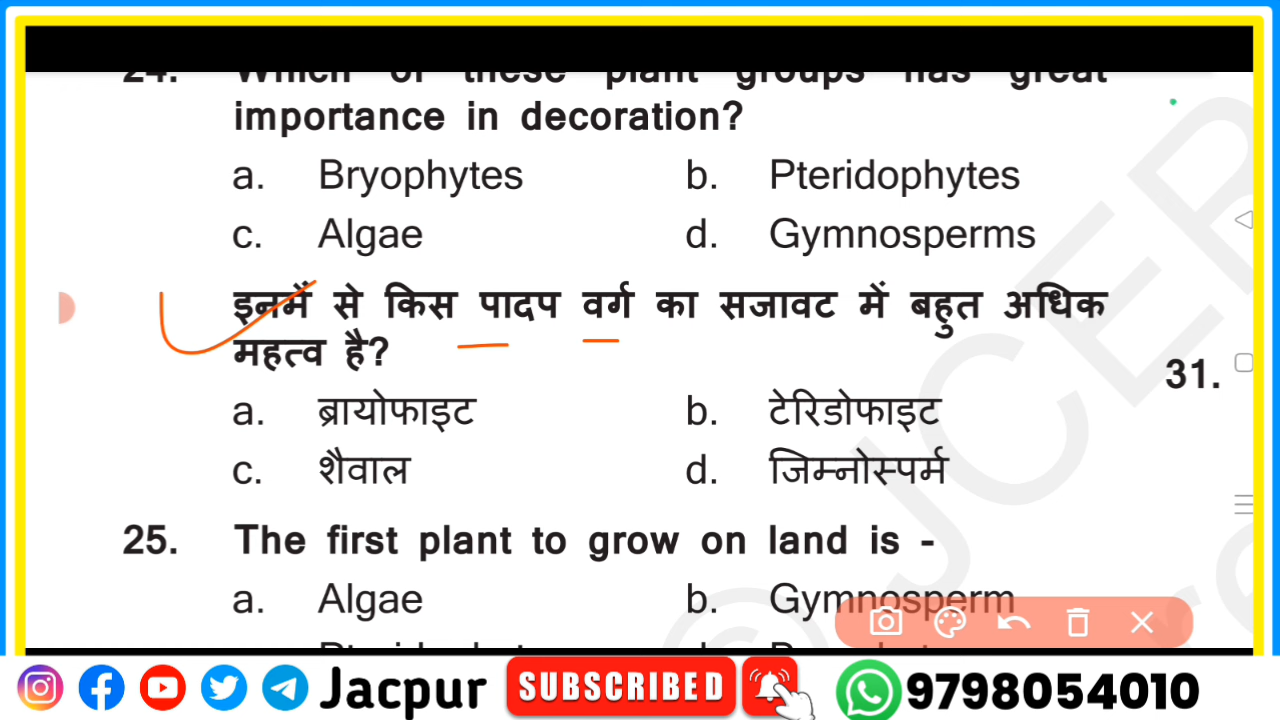 24. Which of these plant groups has great
importance in decoration?
a. Bryophytes b. Pteridophytes
c. Algae d. Gymnosperms
इनमें से किस पादप वर्ग का सजावट में बहुत अधिक
महत्व है?
31.
a. ब्रायोफाइट b. टेरिडोफाइट
c. शैवाल d. जिम्नोस्पर्म
25. The first plant to grow on land is -
a. Algae b. Gymnosperm
Jacpur SUBSCRIBED 9798054010